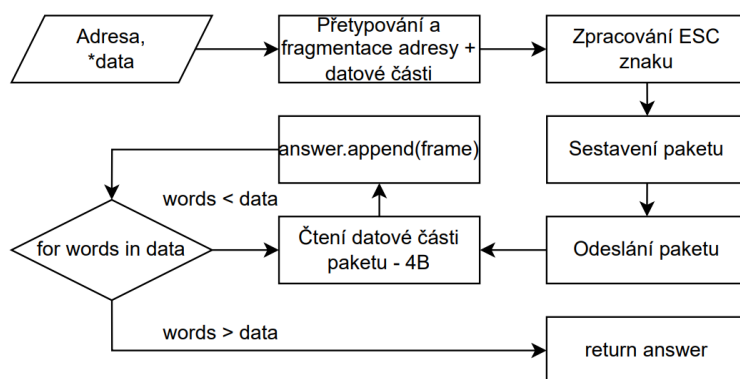 Adresa,
*data
Přetypování a
fragmentace adresy +
datové části
Zpracování ESC
znaku
answer.append(frame)
Sestavení paketu
words < data
for words in data
Čtení datové části
paketu - 4B
Odeslání paketu
words > data
return answer